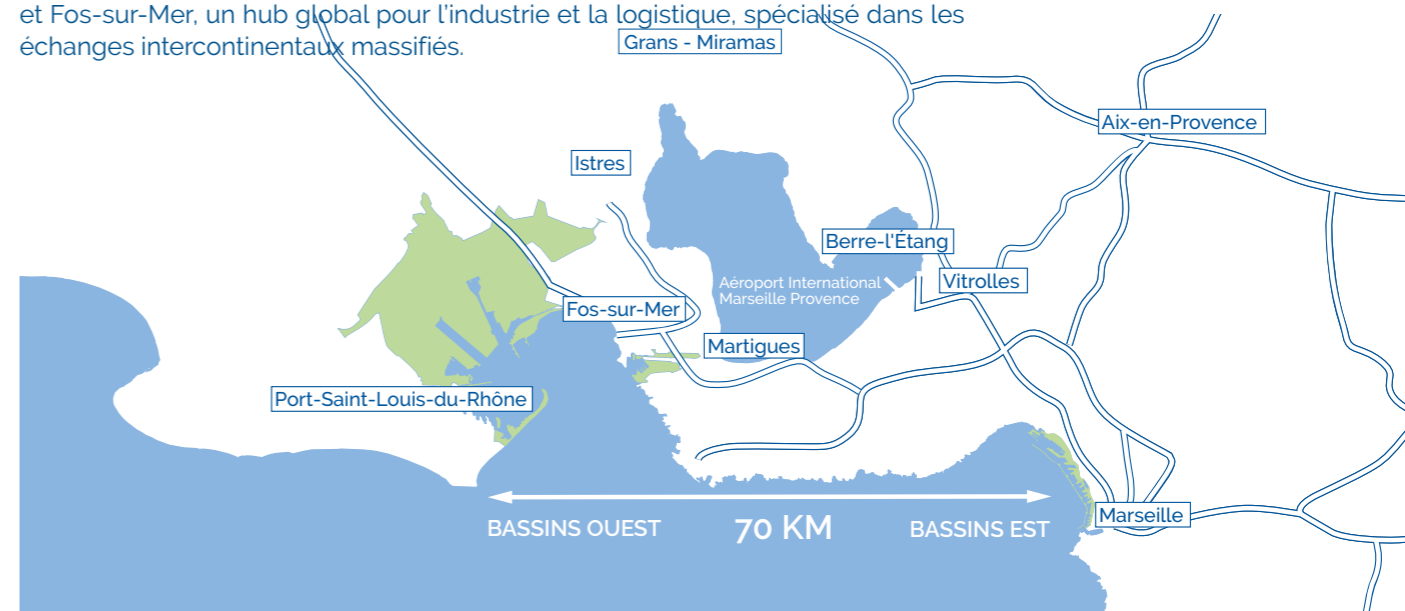 et Fos-sur-Mer, un hub global pour l'industrie et la logistique, spécialisé dans les
échanges intercontinentaux massifiés.
Grans - Miramas
Aix-en-Provence
Istres
Berre-l'Étang
Vitrolles
Aéroport International
Marseille Provence
Fos-sur-Mer
Martigues
Port-Saint-Louis-du-Rhône
Marseille
BASSINS OUEST
70 KM
BASSINS EST